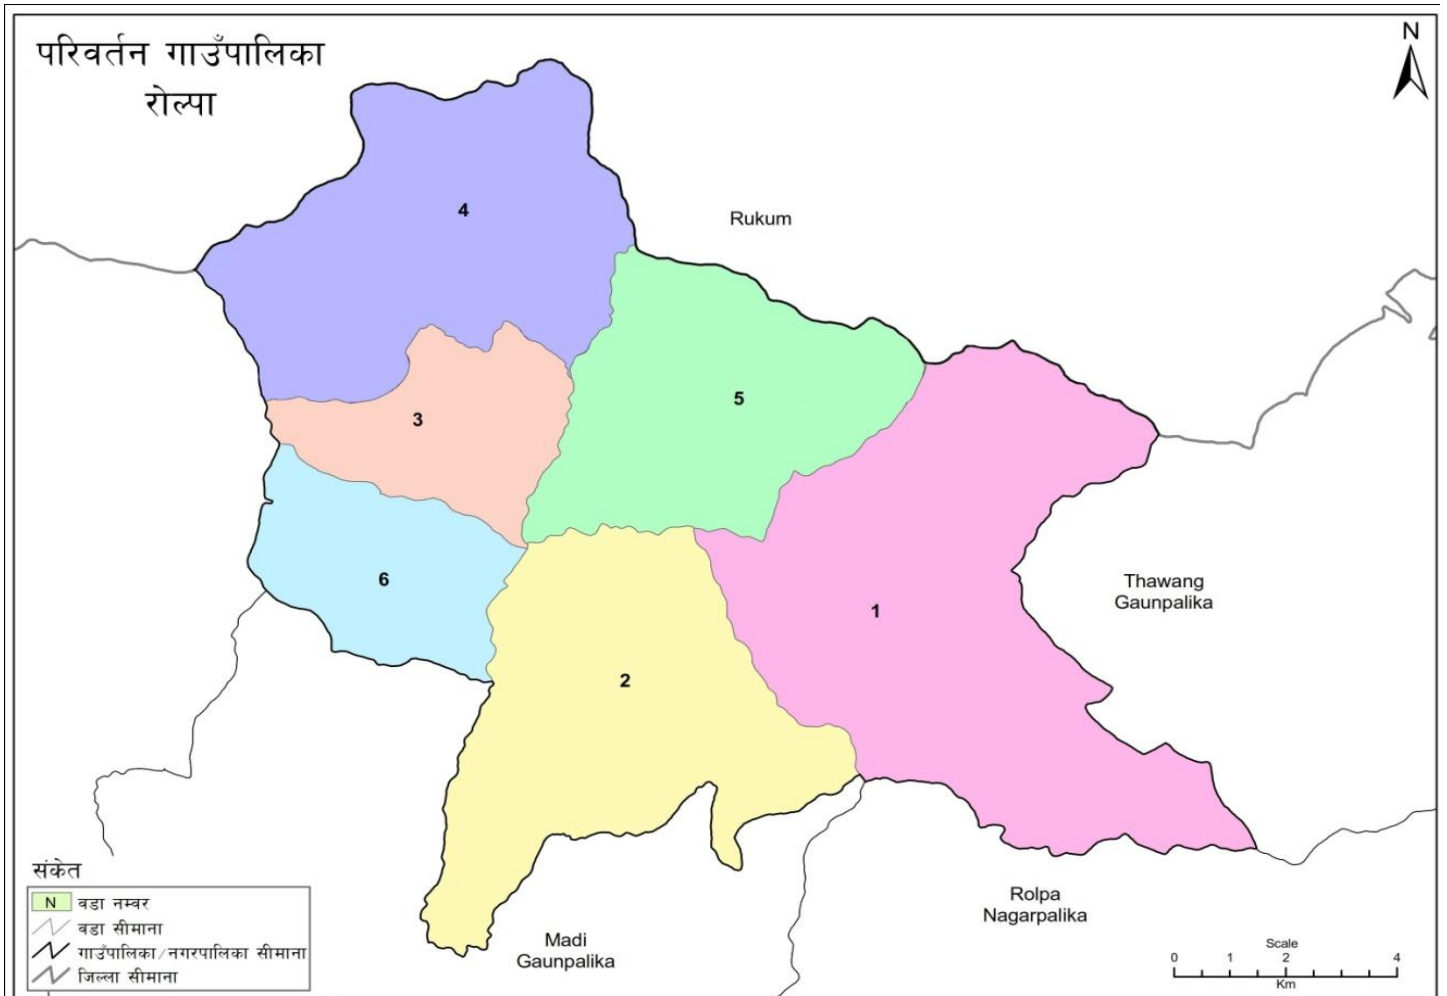 परिवर्तन गाउँपालिका
रोल्पा
N
4
Rukum
5
3
6
Thawang
Gaunpalika
1
2
Rolpa
Nagarpalika
Madi
Gaunpalika
संकेत
N वडा नम्वर
वडा सीमाना
गाउँपालिका/नगरपालिका सीमाना
जिल्ला सीमाना
Scale
0 1 2 4
Km